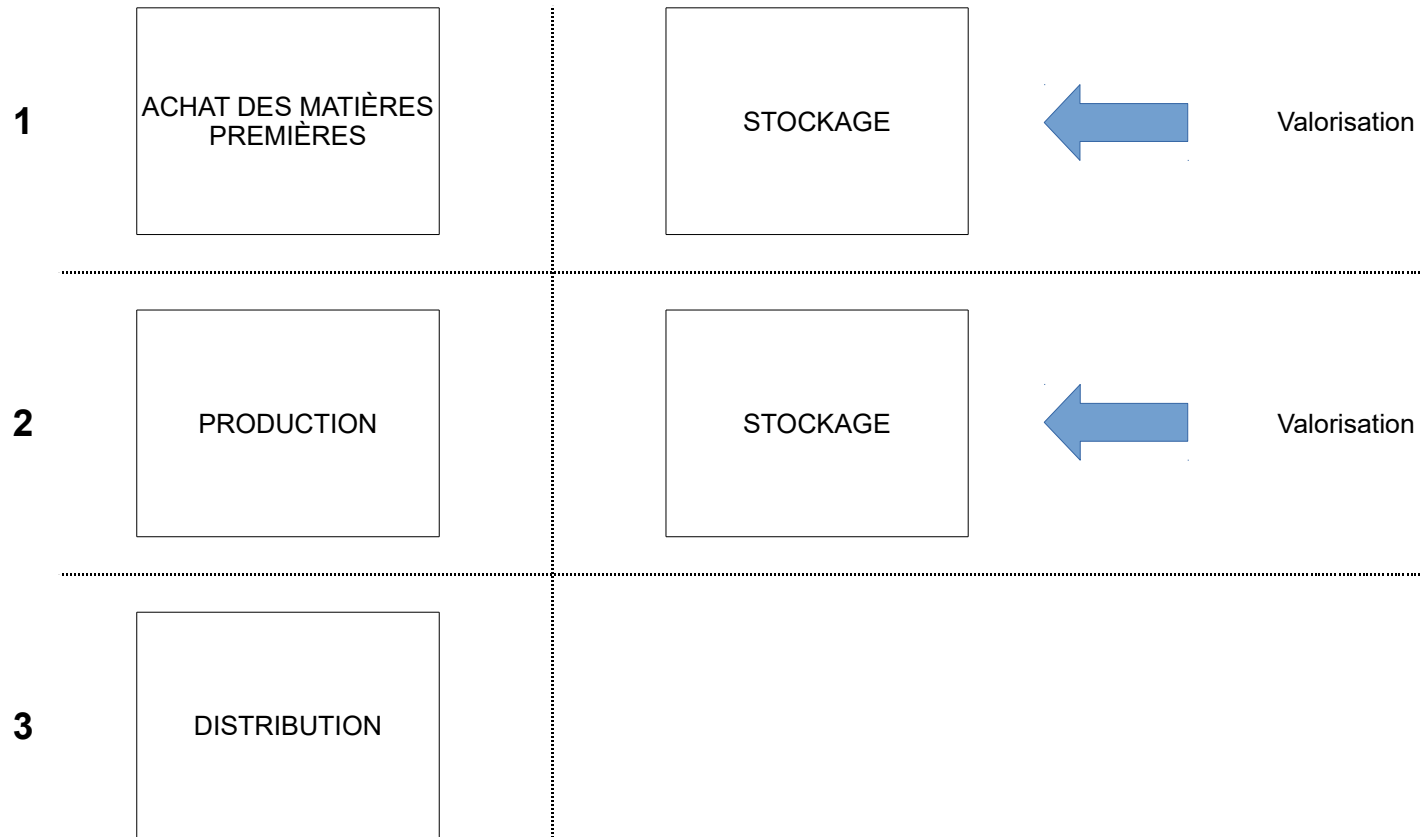 1
ACHAT DES MATIÈRES
PREMIÈRES
STOCKAGE
Valorisation
2
PRODUCTION
STOCKAGE
Valorisation
3
DISTRIBUTION